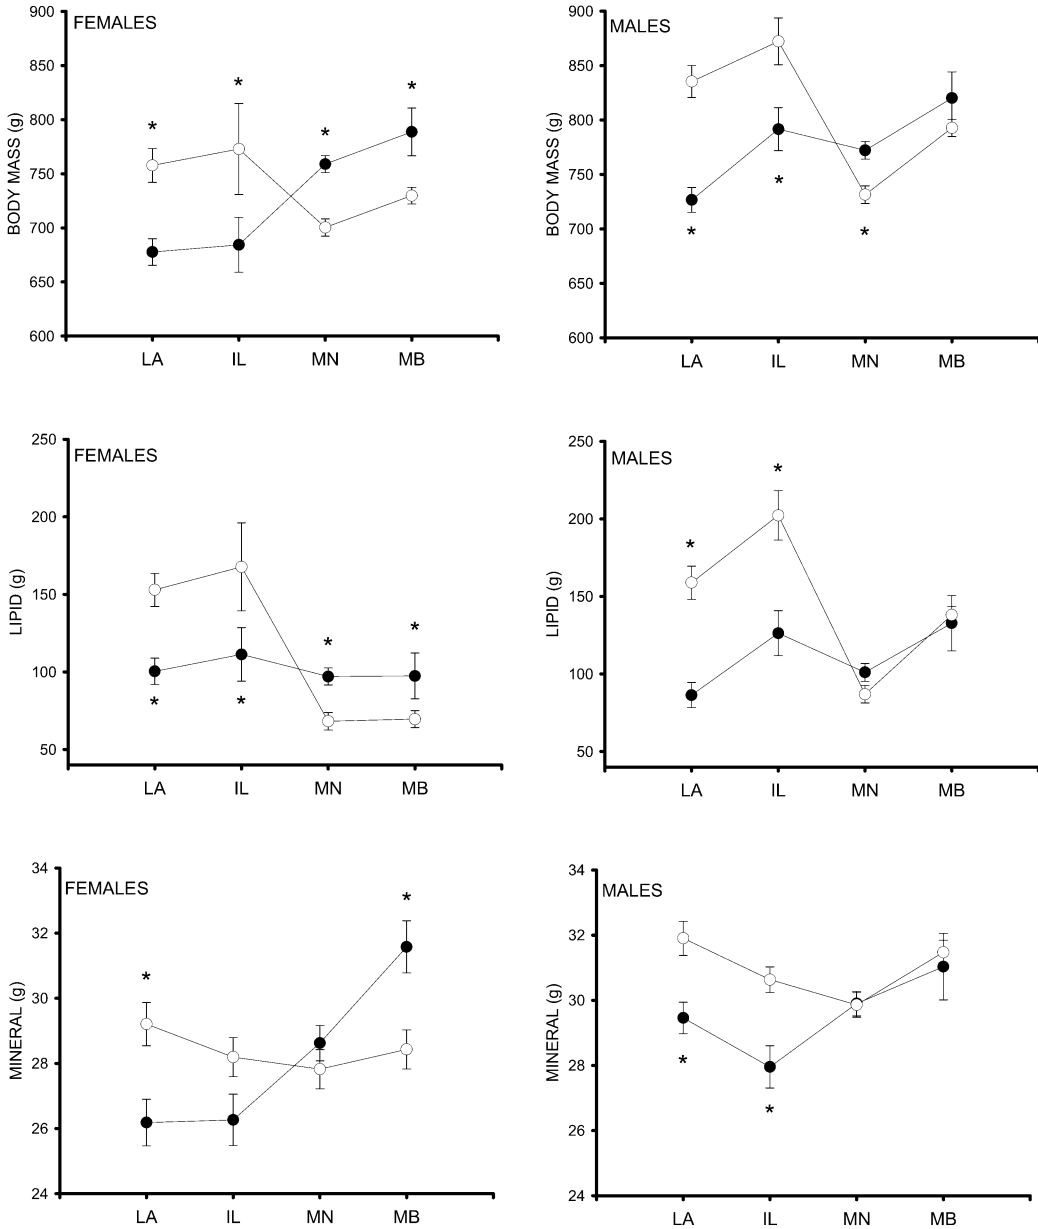 FEMALES
900
850
800
750
700
650
600
BODY MASS (g)
* * * *
LA IL MN MB
MALES
900
850
800
750
700
650
600
BODY MASS (g)
* * *
LA IL MN MB
FEMALES
250
200
150
100
50
LIPID (g)
* * * *
LA IL MN MB
MALES
250
200
150
100
50
LIPID (g)
* *
LA IL MN MB
FEMALES
34
32
30
28
26
24
MINERAL (g)
* *
LA IL MN MB
MALES
34
32
30
28
26
24
MINERAL (g)
* *
LA IL MN MB